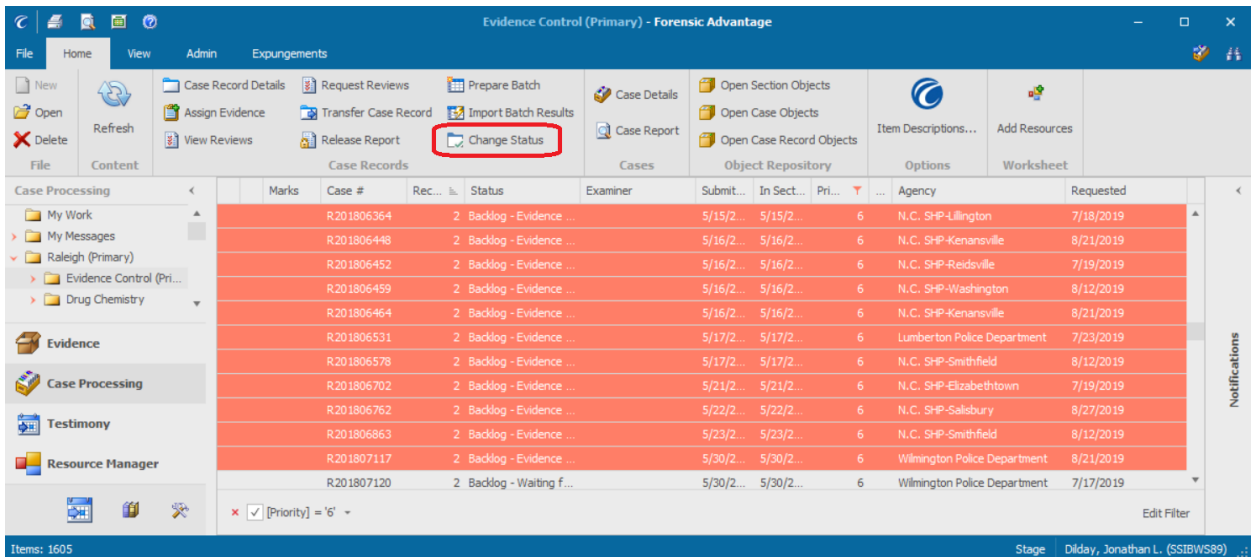 Evidence Control (Primary) - Forensic Advantage
File Home View Admin Expungements
New
Open
Delete
File
Refresh
Content
Case Record Details
Assign Evidence
View Reviews
Request Reviews
Transfer Case Record
Release Report
Prepare Batch
Import Batch Results
Change Status
Case Records
Case Details
Case Report
Cases
Open Section Objects
Open Case Objects
Open Case Record Objects
Object Repository
Item Descriptions...
Options
Add Resources
Worksheet
Case Processing
My Work
My Messages
Raleigh (Primary)
Evidence Control (Pri...
Drug Chemistry
Evidence
Case Processing
Testimony
Resource Manager
Marks Case # Rec... Status Examiner Submit... In Sect... Pri... ... Agency Requested
R201806364 2 Backlog - Evidence ... 5/15/2... 5/15/2... 6 N.C. SHP-Lillington 7/18/2019
R201806448 2 Backlog - Evidence ... 5/16/2... 5/16/2... 6 N.C. SHP-Kenansville 8/21/2019
R201806452 2 Backlog - Evidence ... 5/16/2... 5/16/2... 6 N.C. SHP-Reidsville 7/19/2019
R201806459 2 Backlog - Evidence ... 5/16/2... 5/16/2... 6 N.C. SHP-Washington 8/12/2019
R201806464 2 Backlog - Evidence ... 5/16/2... 5/16/2... 6 N.C. SHP-Kenansville 8/21/2019
R201806531 2 Backlog - Evidence ... 5/17/2... 5/17/2... 6 Lumberton Police Department 7/23/2019
R201806578 2 Backlog - Evidence ... 5/17/2... 5/17/2... 6 N.C. SHP-Smithfield 8/12/2019
R201806702 2 Backlog - Evidence ... 5/21/2... 5/21/2... 6 N.C. SHP-Elizabethtown 7/19/2019
R201806762 2 Backlog - Evidence ... 5/22/2... 5/22/2... 6 N.C. SHP-Salisbury 8/27/2019
R201806863 2 Backlog - Evidence ... 5/23/2... 5/23/2... 6 N.C. SHP-Smithfield 8/12/2019
R201807117 2 Backlog - Evidence ... 5/30/2... 5/30/2... 6 Wilmington Police Department 8/21/2019
R201807120 2 Backlog - Waiting f... 5/30/2... 5/30/2... 6 Wilmington Police Department 7/17/2019
[Priority] = '6'
Edit Filter
Notifications
Items: 1605
Stage Dilday, Jonathan L. (SSIBWS89)